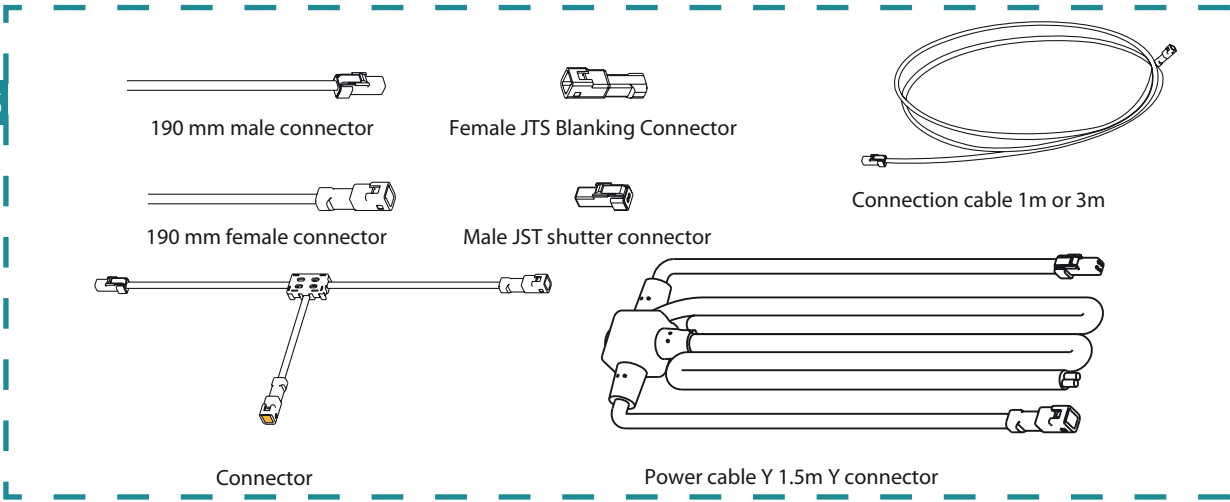 190 mm male connector
Female JTS Blanking Connector
Connection cable 1m or 3m
190 mm female connector
Male JST shutter connector
Connector
Power cable Y 1.5m Y connector